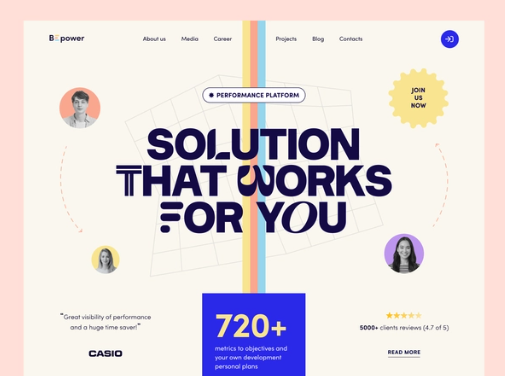 BEpower
About us
Media
Career
Projects
Blog
Contacts
PERFORMANCE PLATFORM
JOIN
US
NOW
SOLUTION
THAT WORKS
FOR YOU
"Great visibility of performance
and a huge time saver!"
CASIO
720+
metrics to objectives and
your own development
personal plans
5000+ clients reviews (4.7 of 5)
READ MORE